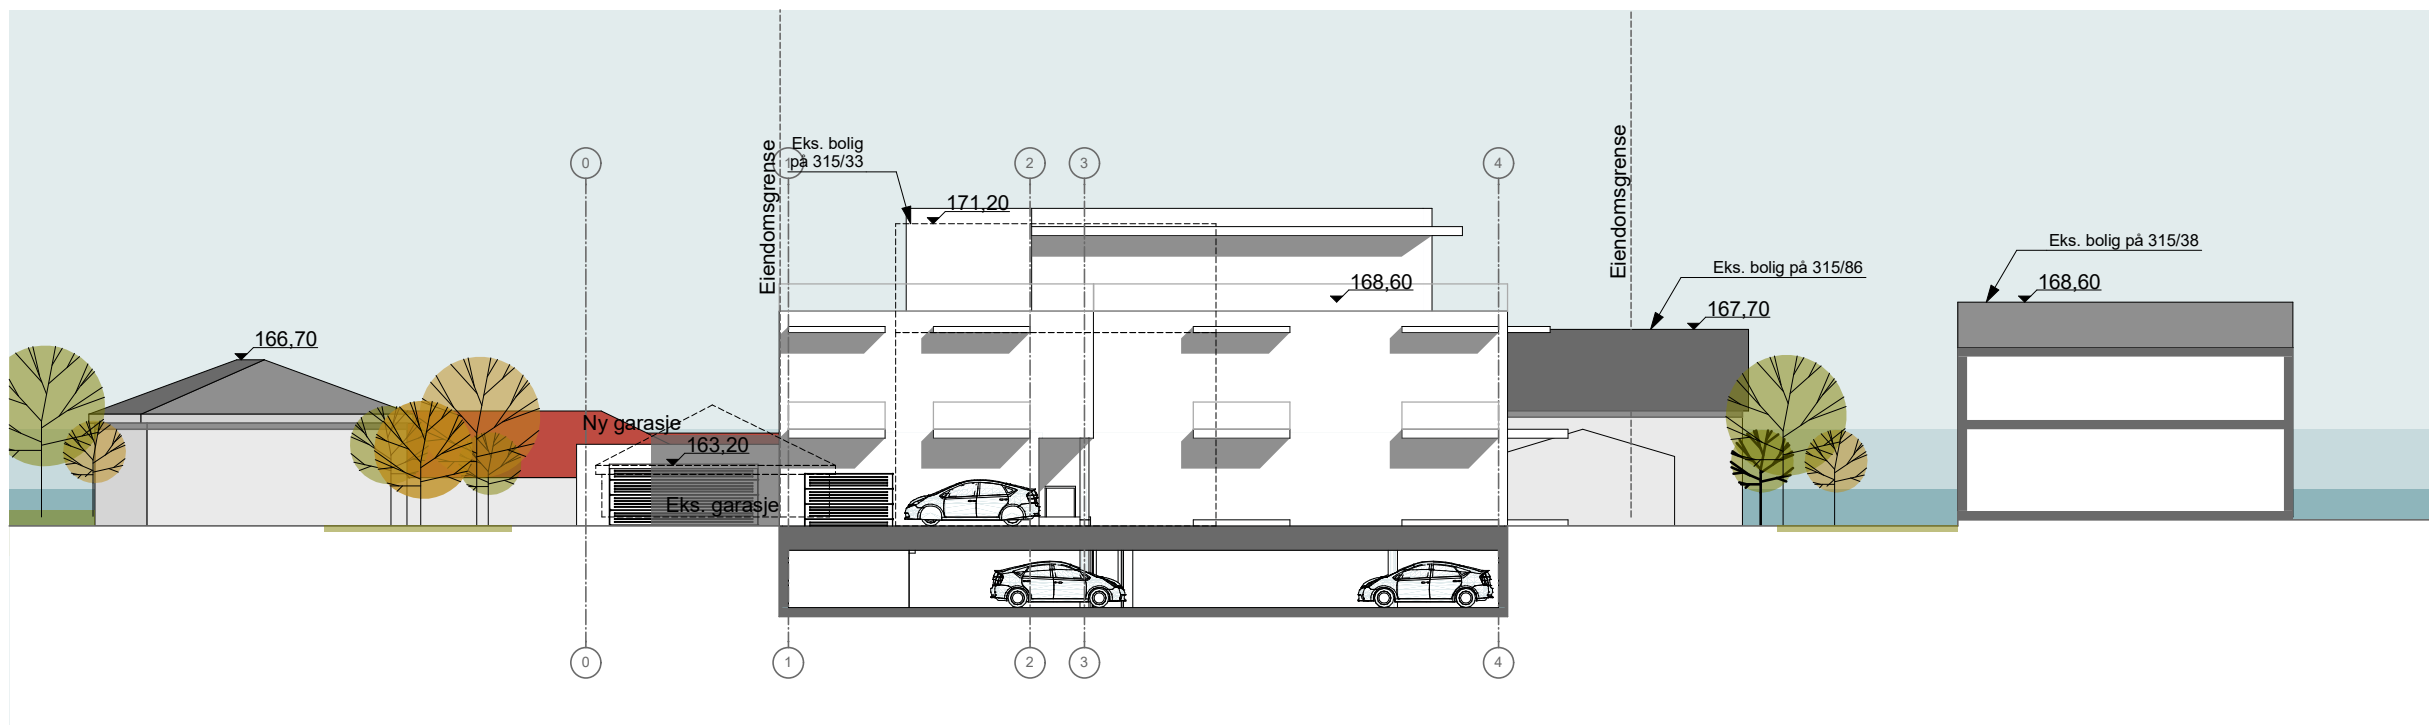 Eiendomsgrense
Eiendomsgrense
Eks. bolig
på 315/33
0
1
2
3
4
171,20
Eks. bolig på 315/38
Eks. bolig på 315/86
168,60
168,60
167,70
166,70
Ny garasje
163,20
Eks. garasje
0
1
2
3
4